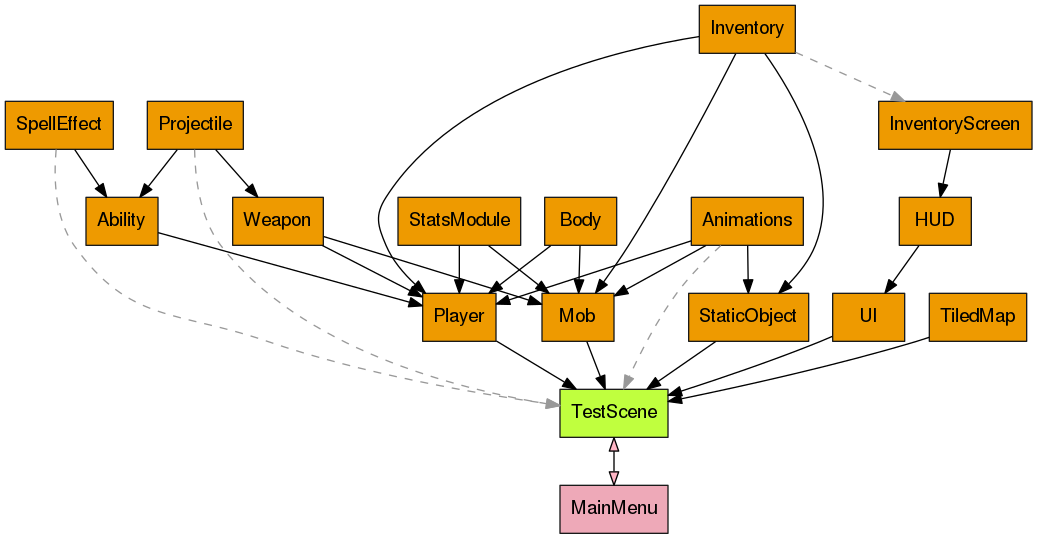 Inventory
SpellEffect
Projectile
InventoryScreen
Ability
Weapon
StatsModule
Body
Animations
HUD
Player
Mob
StaticObject
UI
TiledMap
TestScene
MainMenu